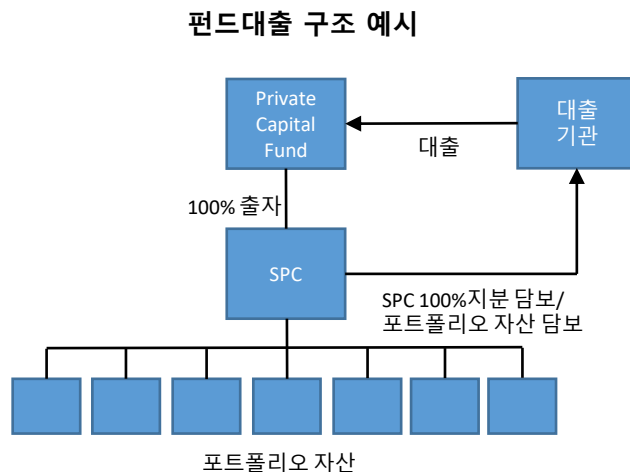 펀드대출 구조 예시
Private
Capital
Fund
대출
기관
대출
100% 출자
SPC
SPC 100%지분 담보/
포트폴리오 자산 담보
포트폴리오 자산